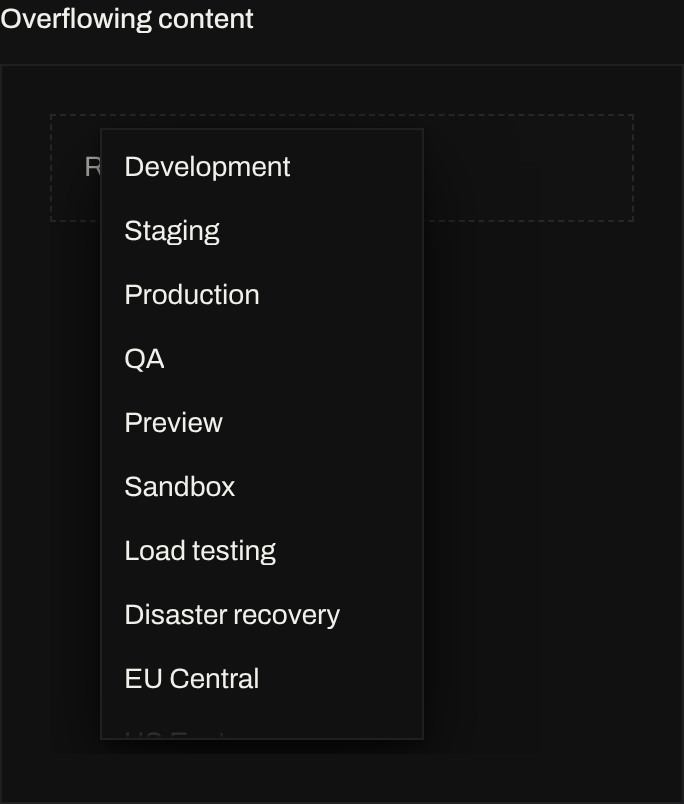 Overflowing content
R
Development
Staging
Production
QA
Preview
Sandbox
Load testing
Disaster recovery
EU Central